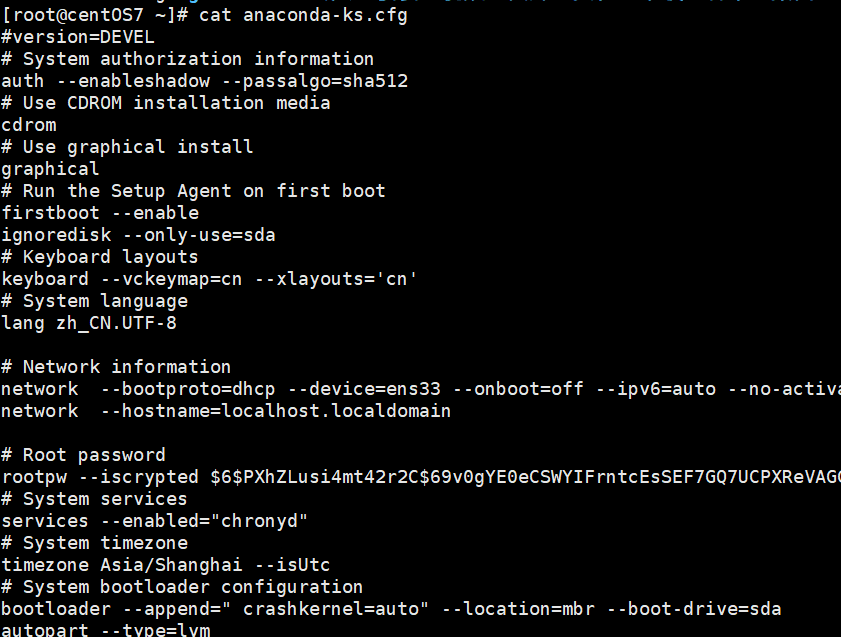 [root@centOS7 ~]# cat anaconda-ks.cfg
#version=DEVEL
# System authorization information
auth --enableshadow --passalgo=sha512
# Use CDROM installation media
cdrom
# Use graphical install
graphical
# Run the Setup Agent on first boot
firstboot --enable
ignoredisk --only-use=sda
# Keyboard layouts
keyboard --vckeymap=cn --xlayouts='cn'
# System language
lang zh_CN.UTF-8
# Network information
network  --bootproto=dhcp --device=ens33 --onboot=off --ipv6=auto --no-activa
network  --hostname=localhost.localdomain
# Root password
rootpw --iscrypted $6$PXhZLusi4mt42r2C$69v0gYE0eCSWYIFrntcEsSEF7GQ7UCPXReVAG
# System services
services --enabled="chronyd"
# System timezone
timezone Asia/Shanghai --isUtc
# System bootloader configuration
bootloader --append=" crashkernel=auto" --location=mbr --boot-drive=sda
autopart --type=lvm